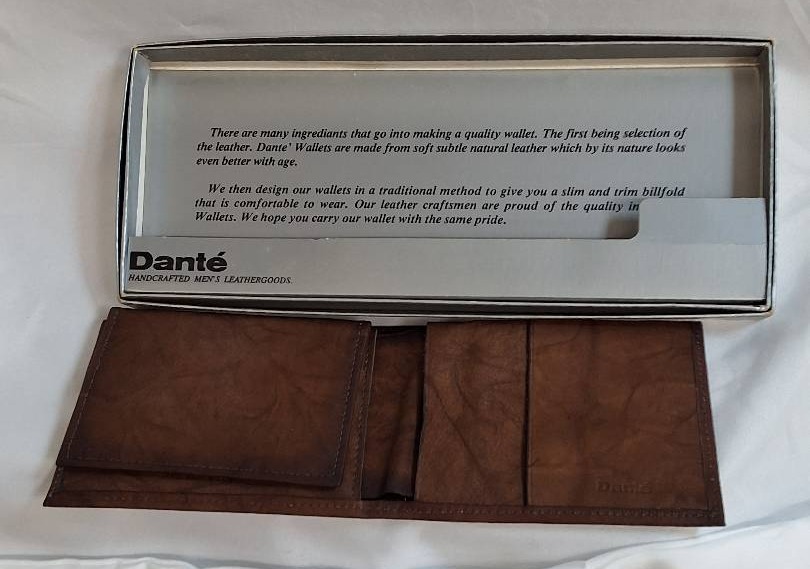 There are many ingrediants that go into making a quality wallet. The first being selection of
the leather. Dante' Wallets are made from soft subtle natural leather which by its nature looks
even better with age.
We then design our wallets in a traditional method to give you a slim and trim billfold
that is comfortable to wear. Our leather craftsmen are proud of the quality in
Wallets. We hope you carry our wallet with the same pride.
Danté
HANDCRAFTED MEN'S LEATHERGOODS.
Danté